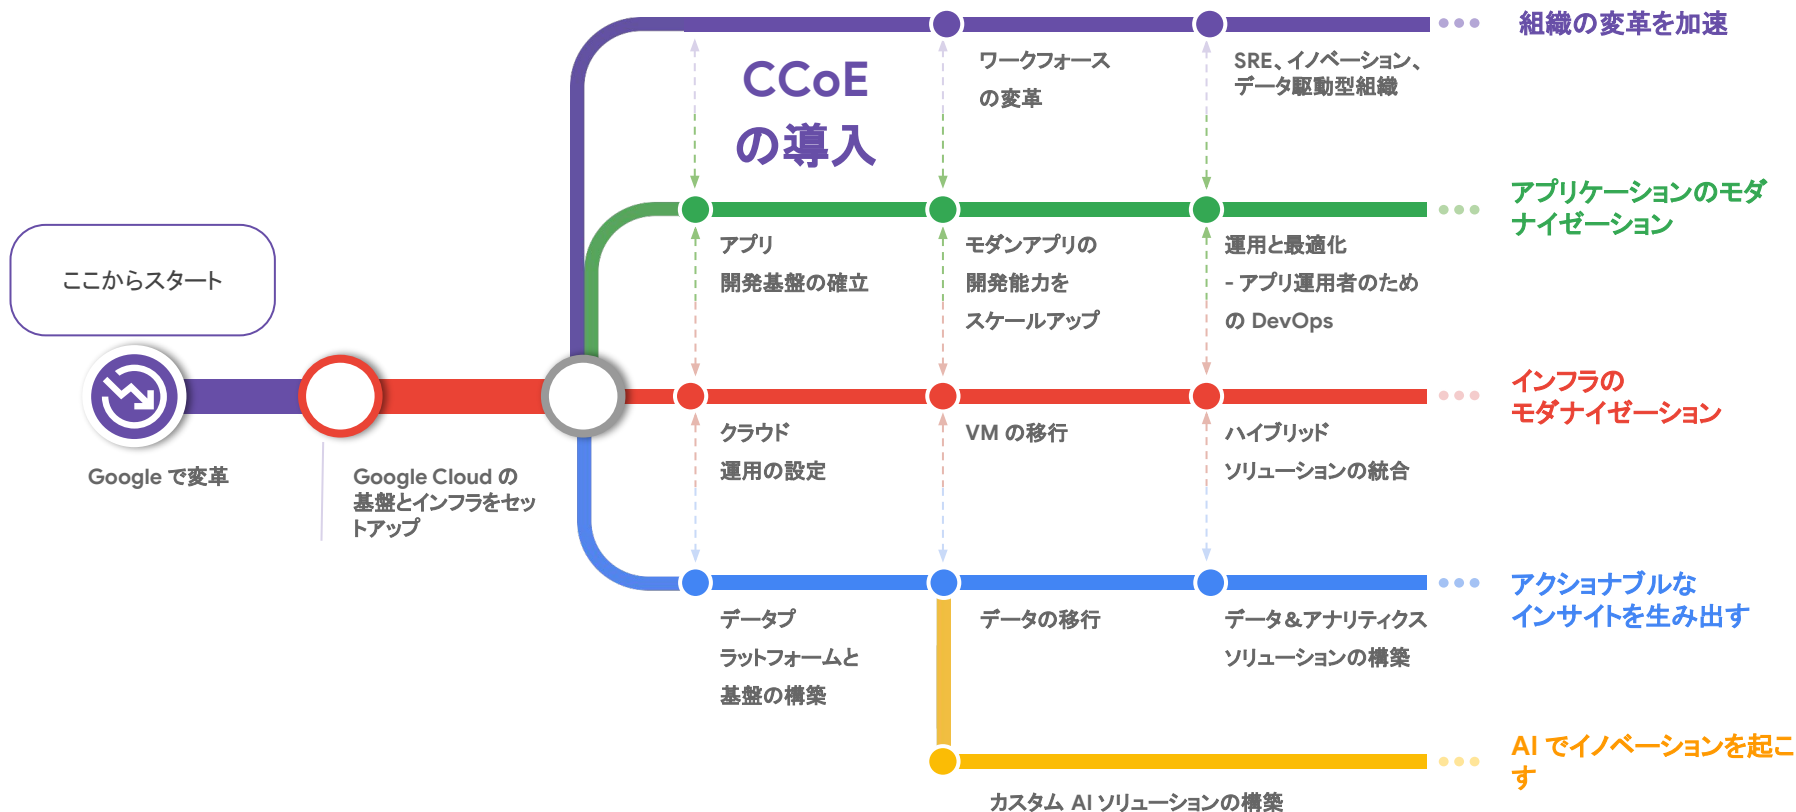 組織の変革を加速
CCoE
の導入
ワークフォース
の変革
SRE、イノベーション、
データ駆動型組織
アプリケーションのモダ
ナイゼーション
アプリ
開発基盤の確立
モダンアプリの
開発能力を
スケールアップ
運用と最適化
- アプリ運用者のため
の DevOps
ここからスタート
Google で変革
Google Cloud の
基盤とインフラをセッ
トアップ
インフラの
モダナイゼーション
クラウド
運用の設定
VM の移行
ハイブリッド
ソリューションの統合
アクショナブルな
インサイトを生み出す
データプ
ラットフォームと
基盤の構築
データの移行
データ&アナリティクス
ソリューションの構築
AI でイノベーションを起こ
す
カスタム AI ソリューションの構築